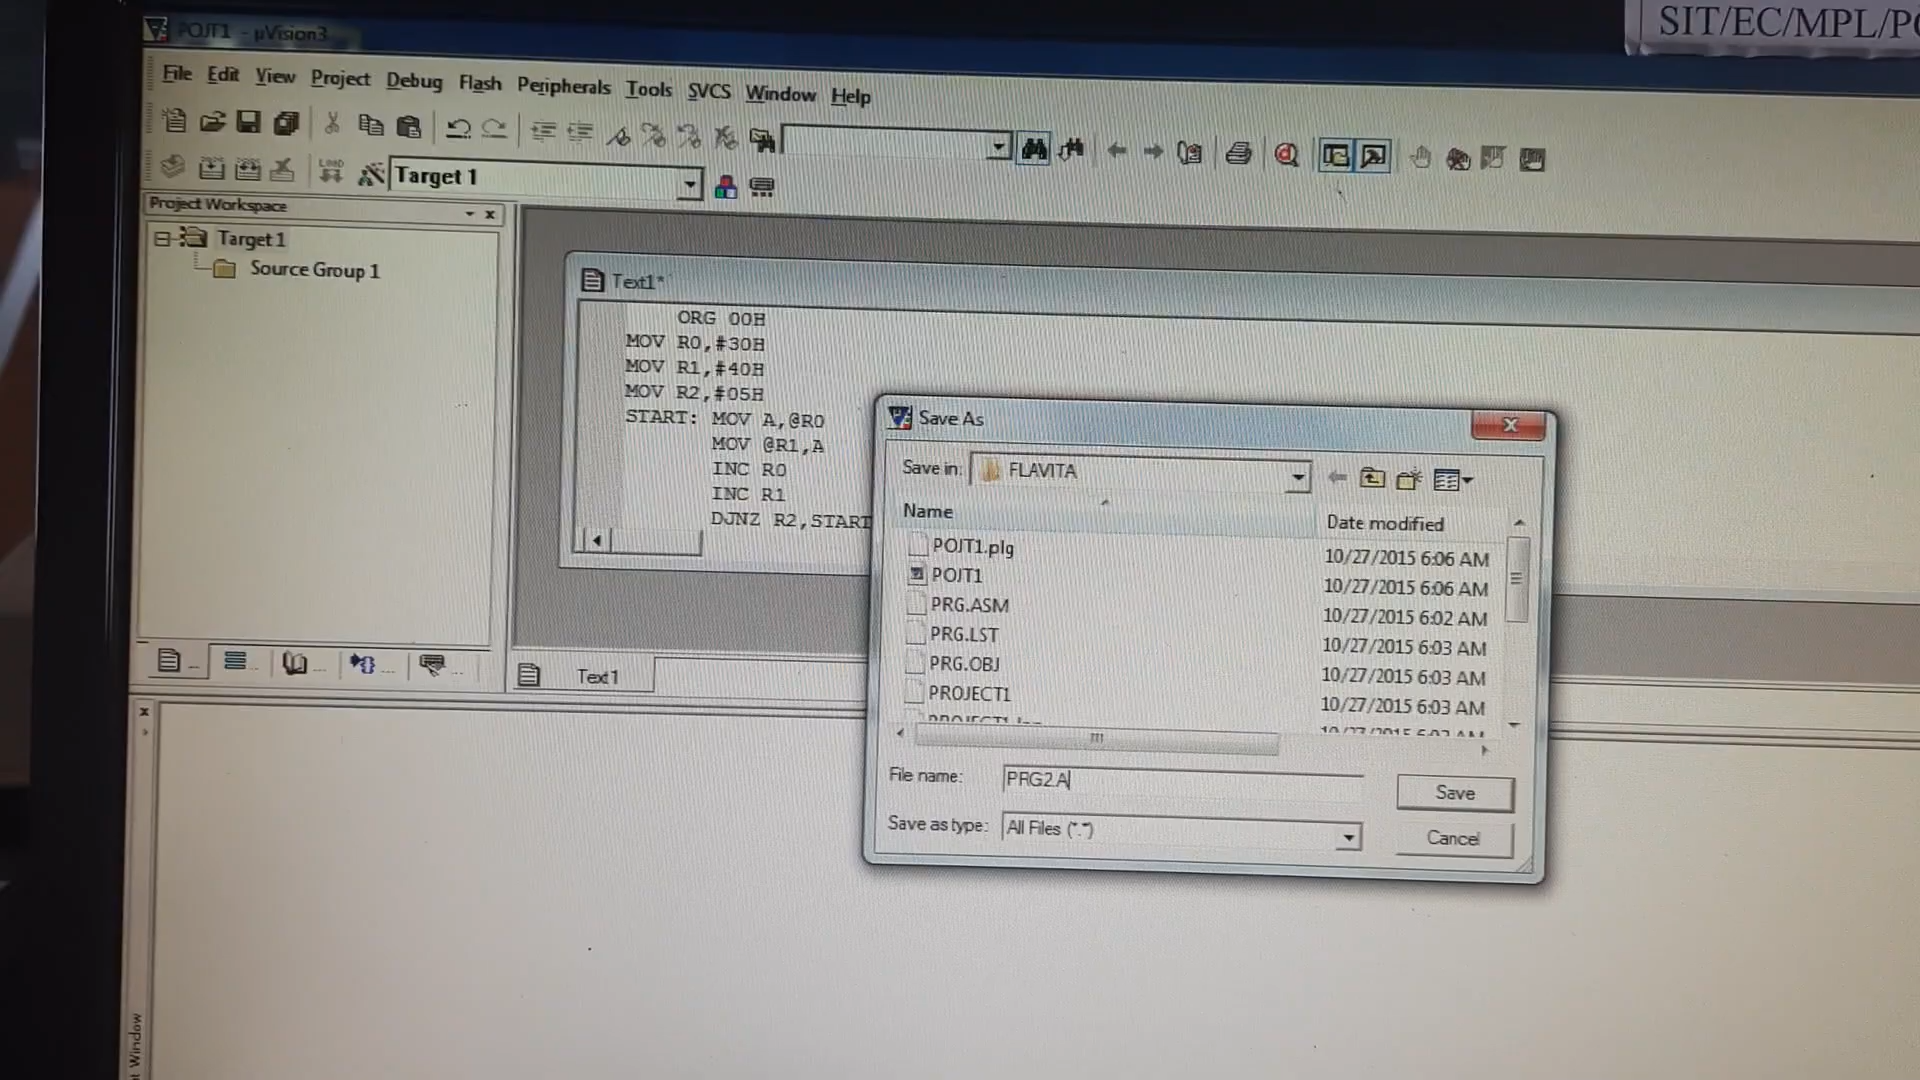 SIT/EC/MPL/P
POJT1 - µVision3
File Edit View Project Debug Flash Peripherals Tools SVCS Window Help
Target 1
Project Workspace
Target 1
Source Group 1
Text1*
ORG 00H
MOV R0,#30H
MOV R1,#40H
MOV R2,#05H
START: MOV A,@R0
MOV @R1,A
INC R0
INC R1
DJNZ R2,START
Text1
Save As
Save in: FLAVITA
Name Date modified
POJT1.plg 10/27/2015 6:06 AM
POJT1 10/27/2015 6:06 AM
PRG.ASM 10/27/2015 6:02 AM
PRG.LST 10/27/2015 6:03 AM
PRG.OBJ 10/27/2015 6:03 AM
PROJECT1 10/27/2015 6:03 AM
File name: PRG2.A
Save
Save as type: All Files (*.*)
Cancel
t Window